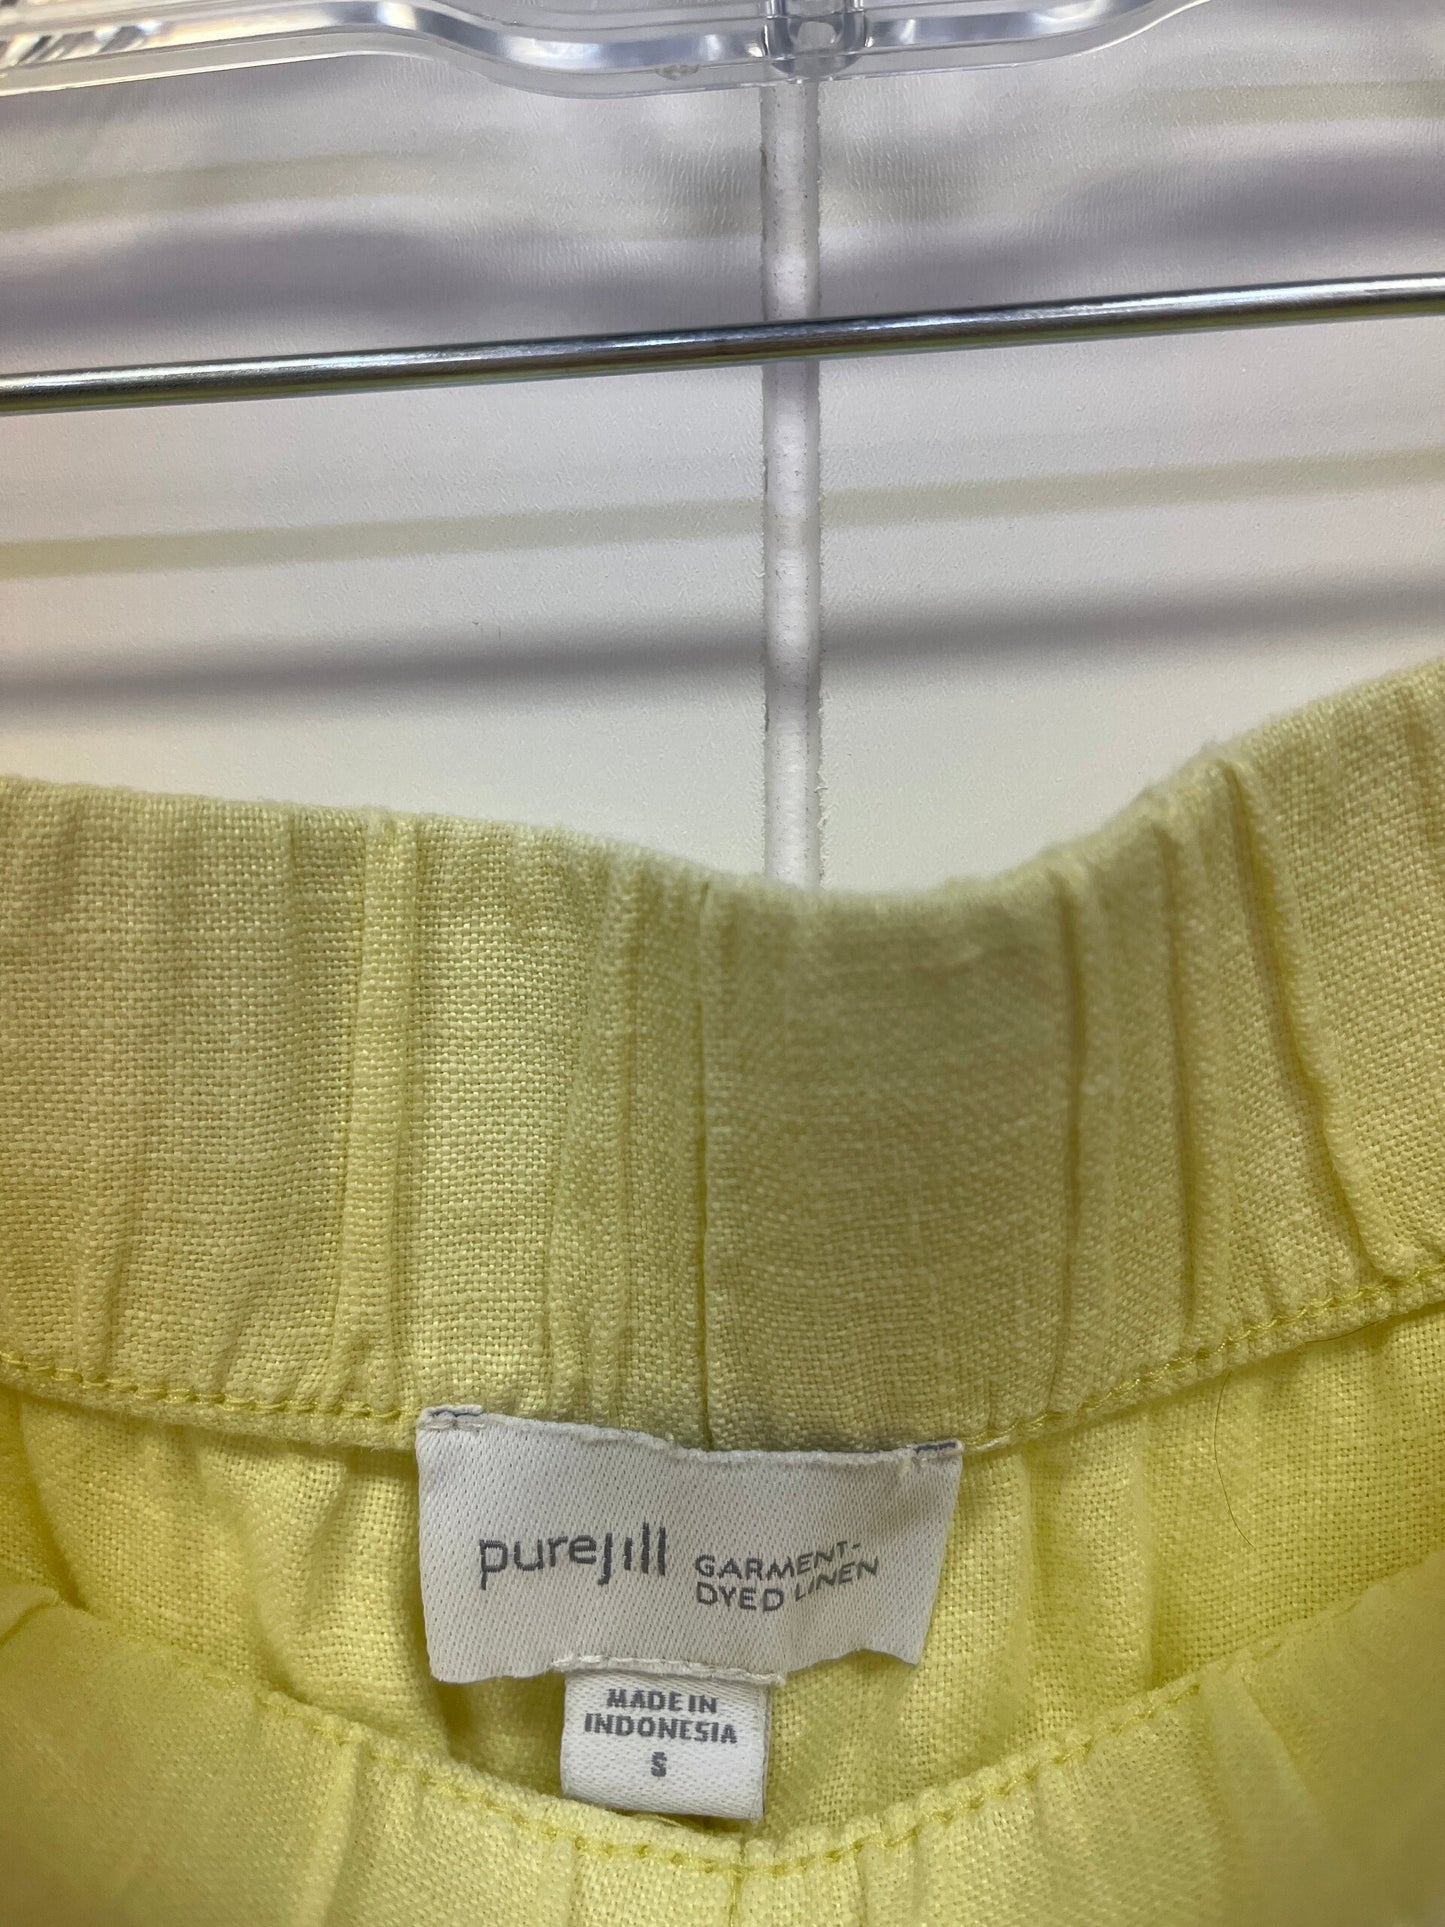 purejill
GARMENT-
DYED LINEN
MADE IN
INDONESIA
S